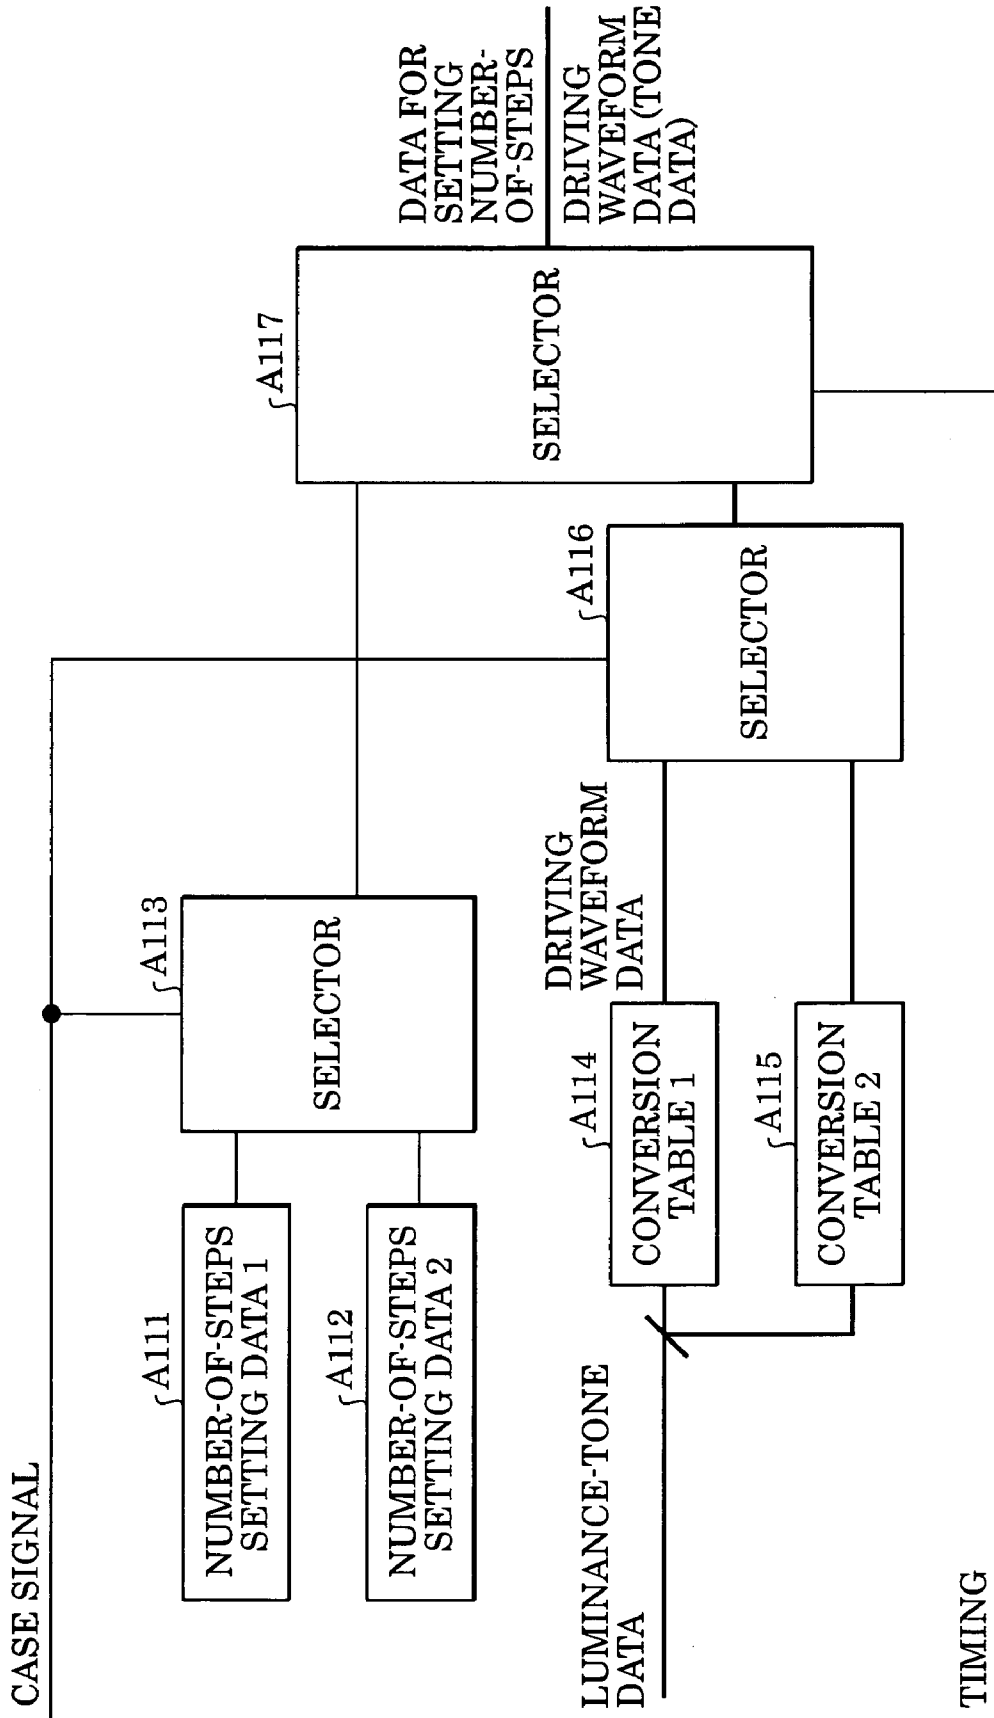 CASE SIGNAL
A111
NUMBER-OF-STEPS
SETTING DATA 1
A112
NUMBER-OF-STEPS
SETTING DATA 2
A113
SELECTOR
LUMINANCE-TONE
DATA
A114
CONVERSION
TABLE 1
A115
CONVERSION
TABLE 2
DRIVING
WAVEFORM
DATA
A116
SELECTOR
A117
SELECTOR
DATA FOR
SETTING
NUMBER-
OF-STEPS
DRIVING
WAVEFORM
DATA (TONE
DATA)
TIMING